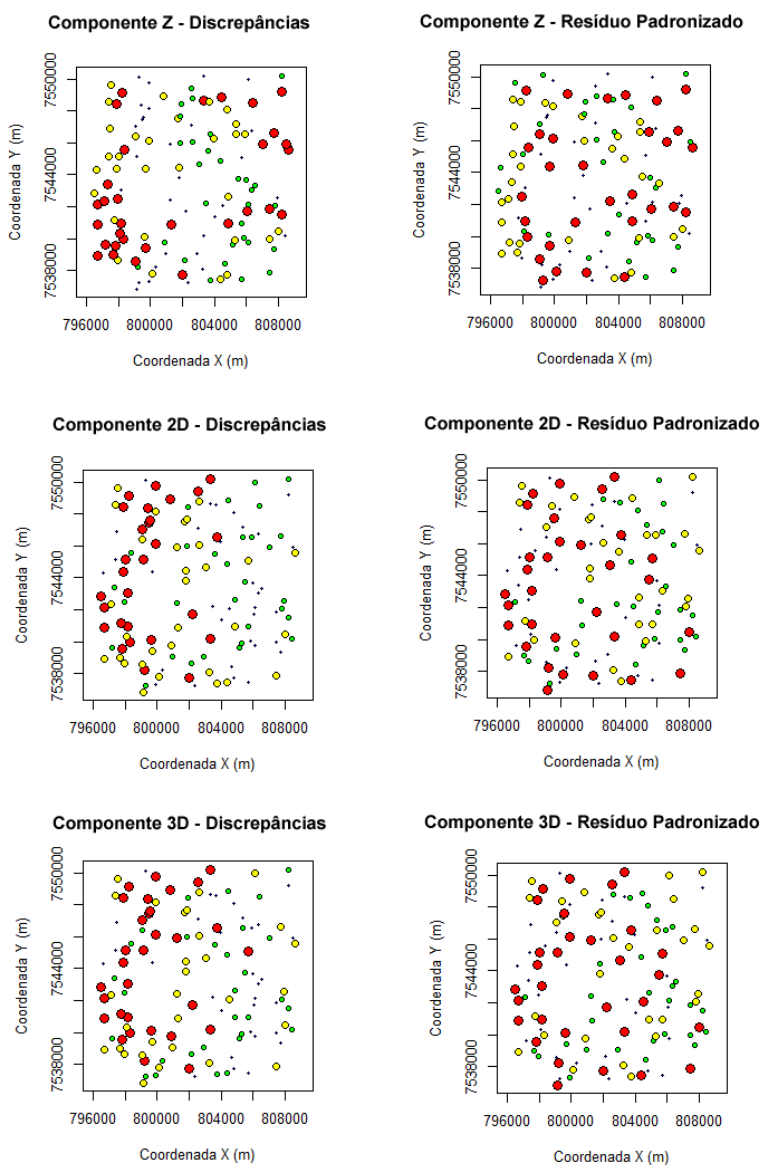 Componente Z - Discrepâncias
Componente Z - Resíduo Padronizado
Coordenada Y (m)
7550000
7544000
7538000
796000 800000 804000 808000
Coordenada X (m)
Coordenada Y (m)
7550000
7544000
7538000
796000 800000 804000 808000
Coordenada X (m)
Componente 2D - Discrepâncias
Componente 2D - Resíduo Padronizado
Coordenada Y (m)
7550000
7544000
7538000
796000 800000 804000 808000
Coordenada X (m)
Coordenada Y (m)
7550000
7544000
7538000
796000 800000 804000 808000
Coordenada X (m)
Componente 3D - Discrepâncias
Componente 3D - Resíduo Padronizado
Coordenada Y (m)
7550000
7544000
7538000
796000 800000 804000 808000
Coordenada X (m)
Coordenada Y (m)
7550000
7544000
7538000
796000 800000 804000 808000
Coordenada X (m)